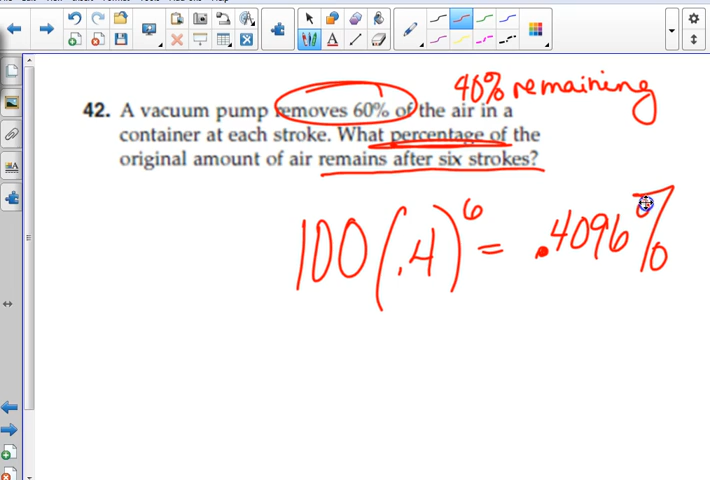 40% remaining
42. A vacuum pump removes 60% of the air in a
container at each stroke. What percentage of the
original amount of air remains after six strokes?
100(.4)^6 = .4096%